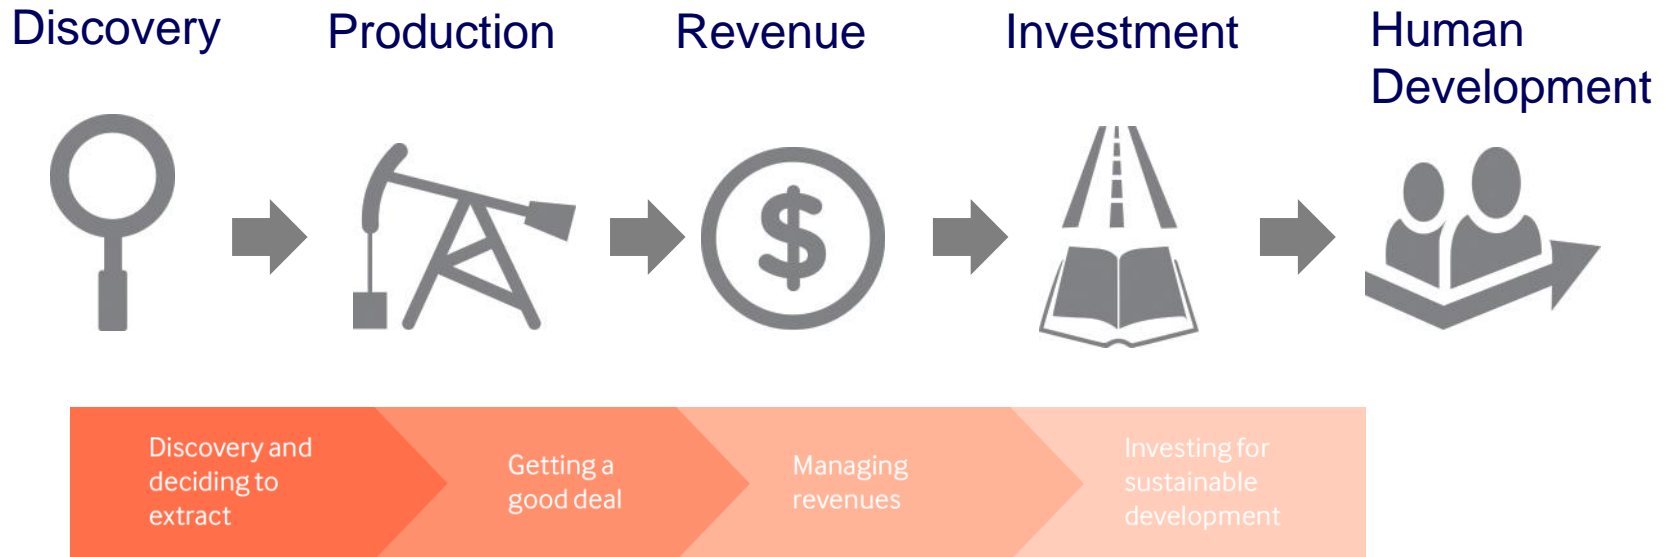 Discovery
Production
Revenue
Investment
Human
Development
$
Discovery and
deciding to
extract
Getting a
good deal
Managing
revenues
Investing for
sustainable
development